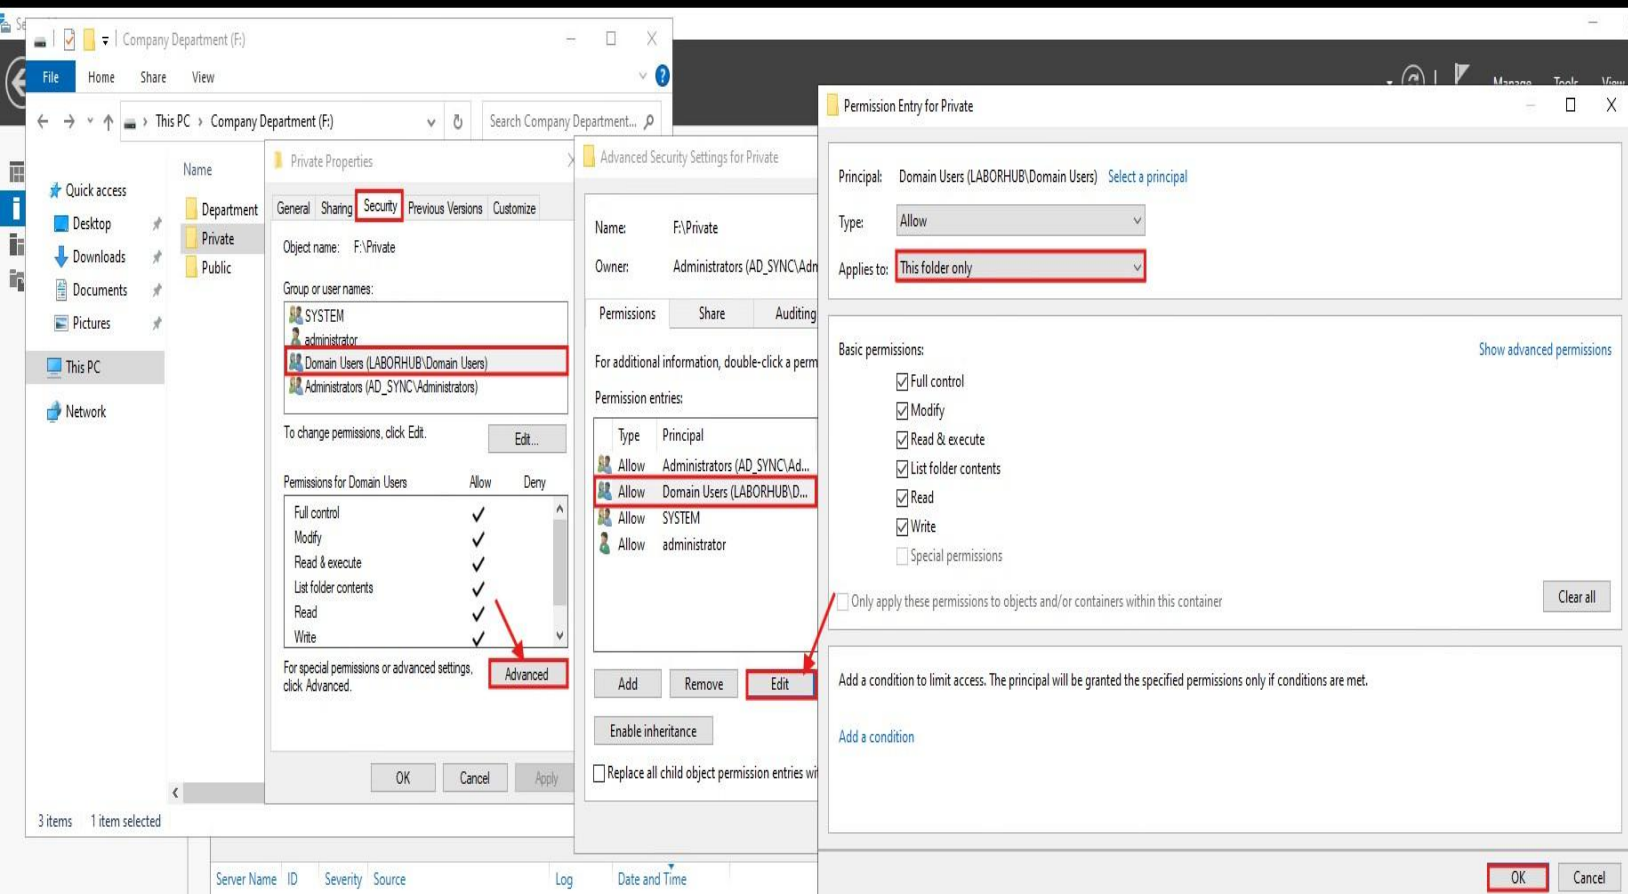 Company Department (F:)
File Home Share View
This PC › Company Department (F:)
Search Company Department...
Quick access
Desktop
Downloads
Documents
Pictures
This PC
Network
Name
Department
Private
Public
3 items 1 item selected
Private Properties
General Sharing Security Previous Versions Customize
Object name: F:\Private
Group or user names:
SYSTEM
administrator
Domain Users (LABORHUB\Domain Users)
Administrators (AD_SYNC\Administrators)
To change permissions, click Edit.
Edit...
Permissions for Domain Users Allow Deny
Full control
Modify
Read & execute
List folder contents
Read
Write
For special permissions or advanced settings,
click Advanced.
Advanced
OK Cancel Apply
Advanced Security Settings for Private
Name: F:\Private
Owner: Administrators (AD_SYNC\Adn
Permissions Share Auditing
For additional information, double-click a perm
Permission entries:
Type Principal
Allow Administrators (AD_SYNC\Ad...
Allow Domain Users (LABORHUB\D...
Allow SYSTEM
Allow administrator
Add Remove Edit
Enable inheritance
Replace all child object permission entries wi
Manage Tools View
Permission Entry for Private
Principal: Domain Users (LABORHUB\Domain Users) Select a principal
Type: Allow
Applies to: This folder only
Basic permissions:
Show advanced permissions
Full control
Modify
Read & execute
List folder contents
Read
Write
Special permissions
Only apply these permissions to objects and/or containers within this container
Clear all
Add a condition to limit access. The principal will be granted the specified permissions only if conditions are met.
Add a condition
OK Cancel
Server Name ID Severity Source Log Date and Time